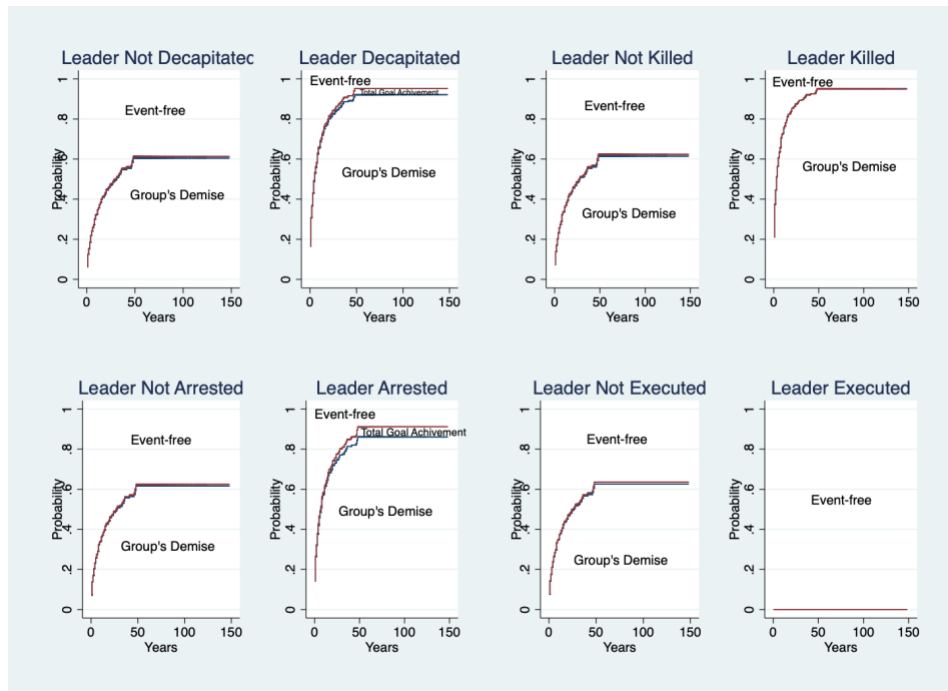 Leader Not Decapitated
Probability
0 .2 .4 .6 .8 1
Event-free
Group's Demise
0 50 100 150
Years
Leader Decapitated
Probability
0 .2 .4 .6 .8 1
Event-free
Total Goal Achivement
Group's Demise
0 50 100 150
Years
Leader Not Killed
Probability
0 .2 .4 .6 .8 1
Event-free
Group's Demise
0 50 100 150
Years
Leader Killed
Probability
0 .2 .4 .6 .8 1
Event-free
Group's Demise
0 50 100 150
Years
Leader Not Arrested
Probability
0 .2 .4 .6 .8 1
Event-free
Group's Demise
0 50 100 150
Years
Leader Arrested
Probability
0 .2 .4 .6 .8 1
Event-free
Total Goal Achivement
Group's Demise
0 50 100 150
Years
Leader Not Executed
Probability
0 .2 .4 .6 .8 1
Event-free
Group's Demise
0 50 100 150
Years
Leader Executed
Probability
0 .2 .4 .6 .8 1
Event-free
0 50 100 150
Years